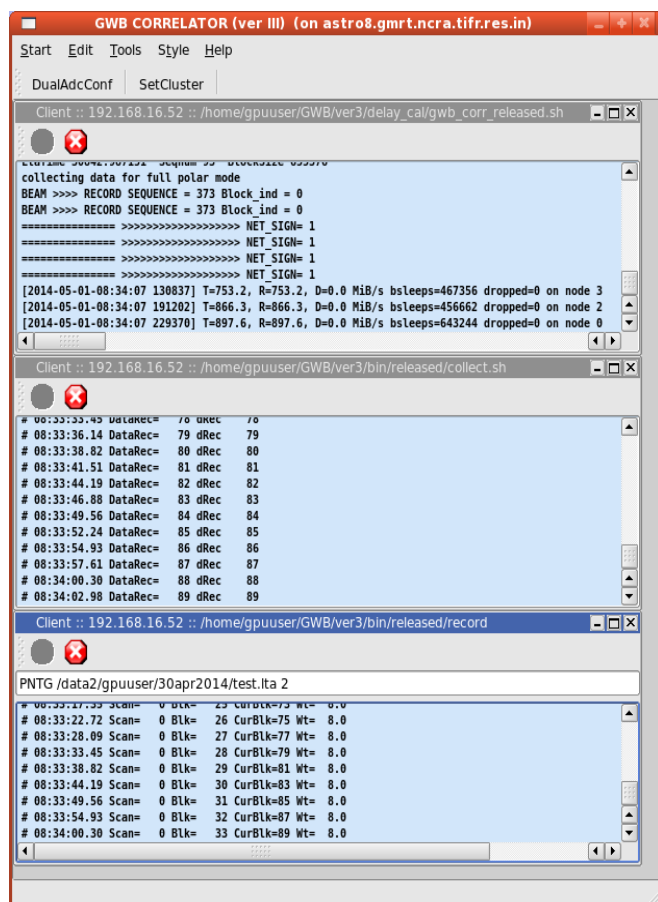 GWB CORRELATOR (ver III) (on astro8.gmrt.ncra.tifr.res.in)
Start Edit Tools Style Help
DualAdcConf SetCluster
Client :: 192.168.16.52 :: /home/gpuuser/GWB/ver3/delay_cal/gwb_corr_released.sh
collecting data for full polar mode
BEAM >>>> RECORD SEQUENCE = 373 Block_ind = 0
BEAM >>>> RECORD SEQUENCE = 373 Block_ind = 0
=============== >>>>>>>>>>>>>>>>>>> NET_SIGN= 1
=============== >>>>>>>>>>>>>>>>>>> NET_SIGN= 1
=============== >>>>>>>>>>>>>>>>>>> NET_SIGN= 1
[2014-05-01-08:34:07 130837] T=753.2, R=753.2, D=0.0 MiB/s bsleeps=467356 dropped=0 on node 3
[2014-05-01-08:34:07 191202] T=866.3, R=866.3, D=0.0 MiB/s bsleeps=456662 dropped=0 on node 2
[2014-05-01-08:34:07 229370] T=897.6, R=897.6, D=0.0 MiB/s bsleeps=643244 dropped=0 on node 0
Client :: 192.168.16.52 :: /home/gpuuser/GWB/ver3/bin/released/collect.sh
# 08:33:33.45 DataRec= 78 dRec 78
# 08:33:36.14 DataRec= 79 dRec 79
# 08:33:38.82 DataRec= 80 dRec 80
# 08:33:41.51 DataRec= 81 dRec 81
# 08:33:44.19 DataRec= 82 dRec 82
# 08:33:46.88 DataRec= 83 dRec 83
# 08:33:49.56 DataRec= 84 dRec 84
# 08:33:52.24 DataRec= 85 dRec 85
# 08:33:54.93 DataRec= 86 dRec 86
# 08:33:57.61 DataRec= 87 dRec 87
# 08:34:00.30 DataRec= 88 dRec 88
# 08:34:02.98 DataRec= 89 dRec 89
Client :: 192.168.16.52 :: /home/gpuuser/GWB/ver3/bin/released/record
PNTG /data2/gpuuser/30apr2014/test.lta 2
# 08:33:22.72 Scan= 0 Blk= 26 CurBlk=75 Wt= 8.0
# 08:33:28.09 Scan= 0 Blk= 27 CurBlk=77 Wt= 8.0
# 08:33:33.45 Scan= 0 Blk= 28 CurBlk=79 Wt= 8.0
# 08:33:38.82 Scan= 0 Blk= 29 CurBlk=81 Wt= 8.0
# 08:33:44.19 Scan= 0 Blk= 30 CurBlk=83 Wt= 8.0
# 08:33:49.56 Scan= 0 Blk= 31 CurBlk=85 Wt= 8.0
# 08:33:54.93 Scan= 0 Blk= 32 CurBlk=87 Wt= 8.0
# 08:34:00.30 Scan= 0 Blk= 33 CurBlk=89 Wt= 8.0